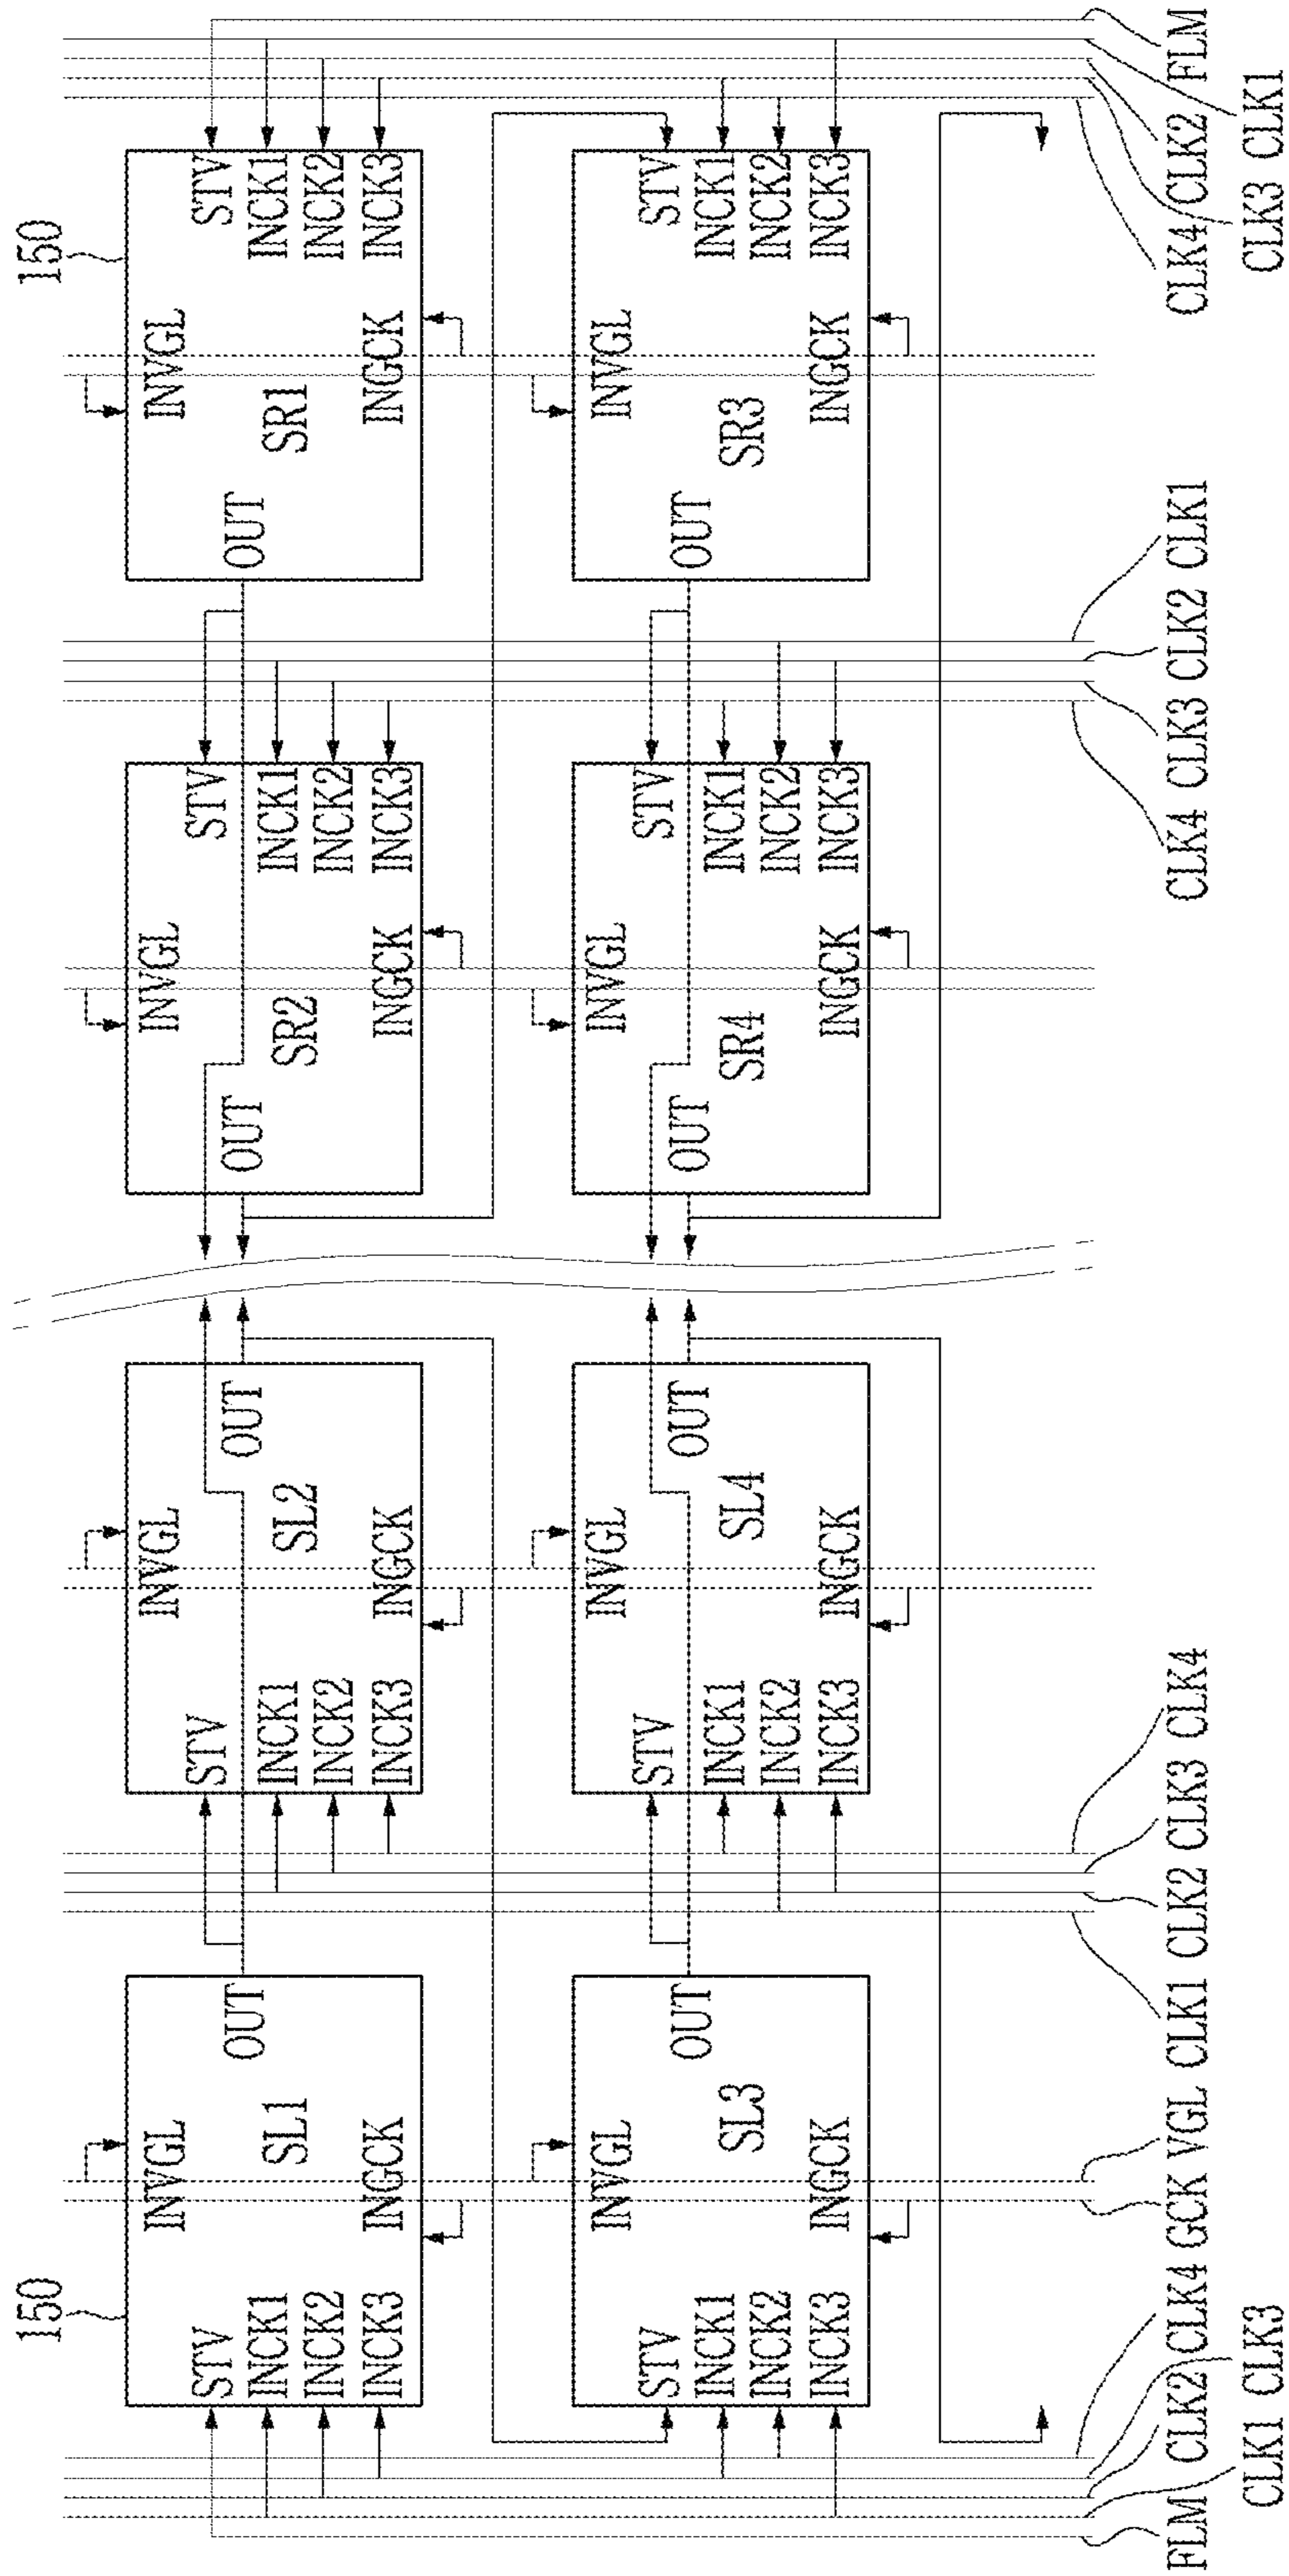 150
150
INVGL
STV
OUT
INCK1
SL1
INCK2
INCK3
INGCK
INVGL
STV
OUT
INCK1
SL2
INCK2
INCK3
INGCK
INVGL
STV
OUT
INCK1
SR2
INCK2
INCK3
INGCK
INVGL
STV
OUT
INCK1
SR1
INCK2
INCK3
INGCK
INVGL
STV
OUT
INCK1
SL3
INCK2
INCK3
INGCK
INVGL
STV
OUT
INCK1
SL4
INCK2
INCK3
INGCK
INVGL
STV
OUT
INCK1
SR4
INCK2
INCK3
INGCK
INVGL
STV
OUT
INCK1
SR3
INCK2
INCK3
INGCK
FLM CLK2 CLK4 GCK VGL CLK1 CLK2 CLK3 CLK4
CLK4 CLK3 CLK2 CLK1
CLK4 CLK2 FLM
CLK1 CLK3
CLK3 CLK1